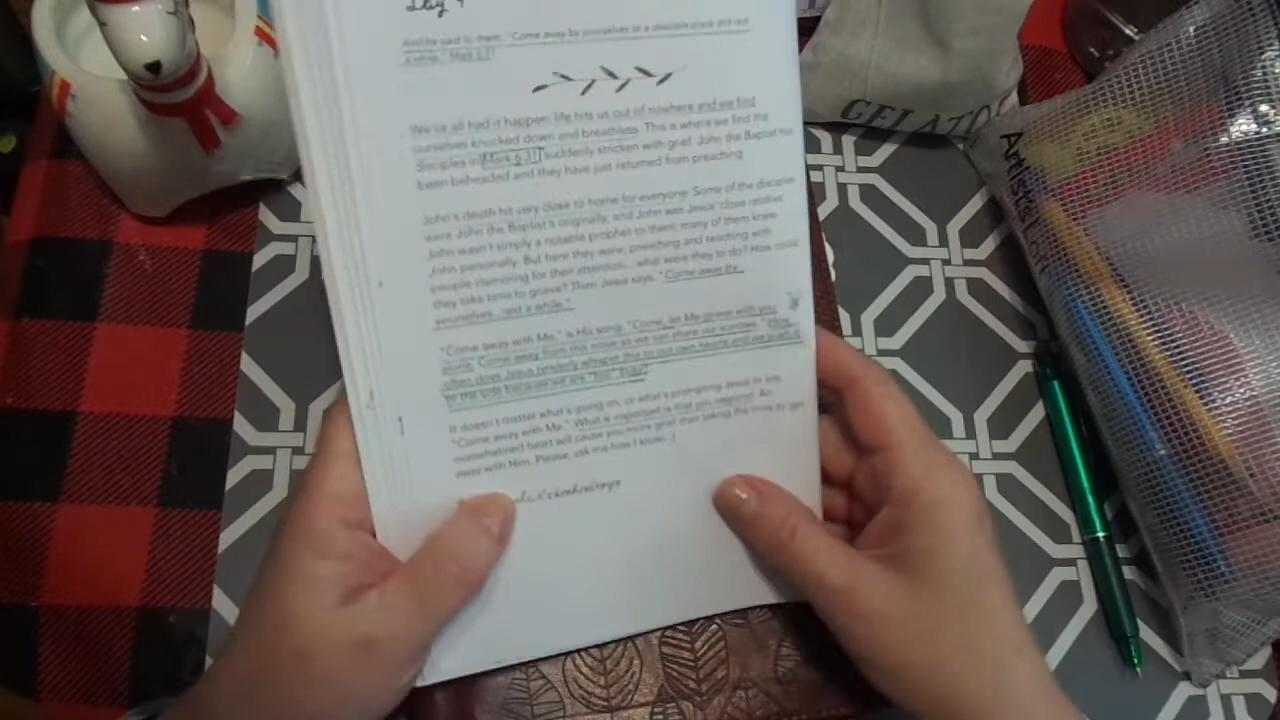 Day
And he said to them, "Come away by yourselves to a desolate place and rest
a while." Mark 6:31
We've all had it happen; life hits us out of nowhere and we find
ourselves knocked down and breathless. This is where we find the
disciples in Mark 6:31, suddenly stricken with grief. John the Baptist has
been beheaded and they have just returned from preaching
John's death hit very close to home for everyone. Some of the disciples
were John the Baptist's originally, and John was Jesus' close relative.
John wasn't simply a notable prophet to them; many of them knew
John personally. But here they were, preaching and teaching with
people clamoring for their attention... what were they to do? How could
they take time to grieve? Then Jesus says, "Come away by
yourselves...rest a while."
"Come away with Me," is His song. "Come, let Me grieve with you
alone. Come away from this noise so we can share our sorrows." How
often does Jesus tenderly whisper this to our own hearts and we push it
to the side because we are "too" busy?
It doesn't matter what's going on, or what's prompting Jesus to say,
"Come away with Me." What is important is that you respond. An
overwhelmed heart will cause you more grief than taking the time to get
away with Him. Please, ask me how I know. :)
GELATO
Artist's Loft